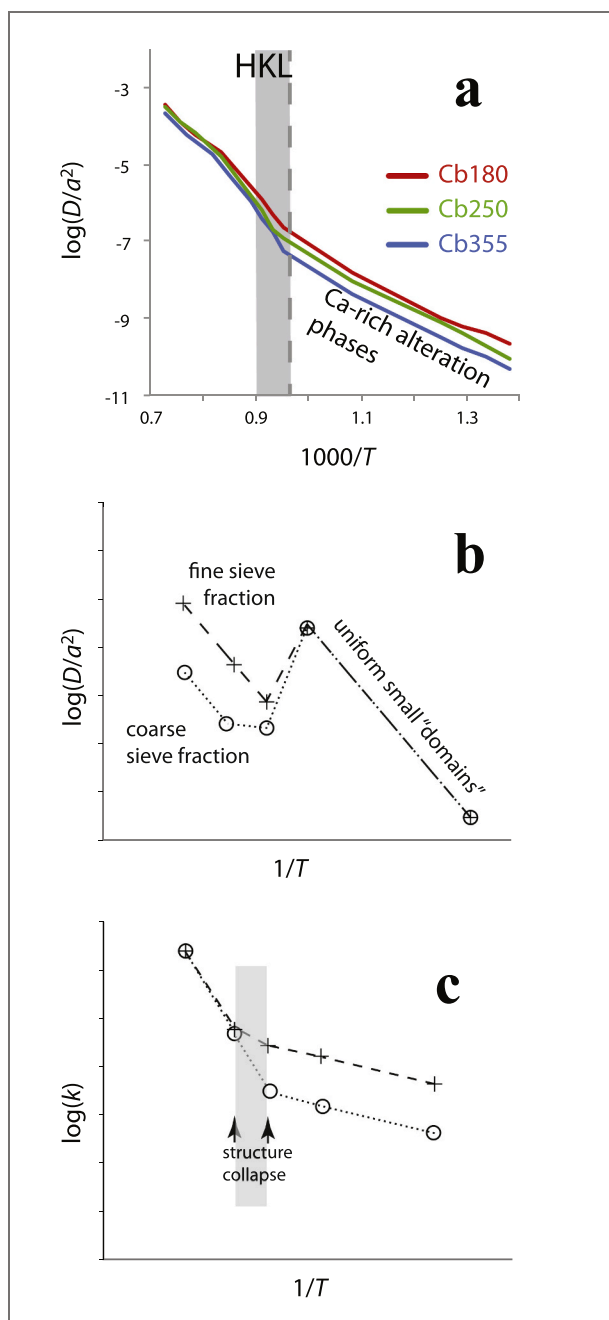 HKL
a
-3
-5
-7
-9
-11
log(D/a²)
Cb180
Cb250
Cb355
Ca-rich alteration
phases
0.7
0.9
1.1
1.3
1000/T
b
fine sieve
fraction
uniform small “domains”
log(D/a²)
coarse
sieve fraction
1/T
c
log(k)
structure
collapse
1/T